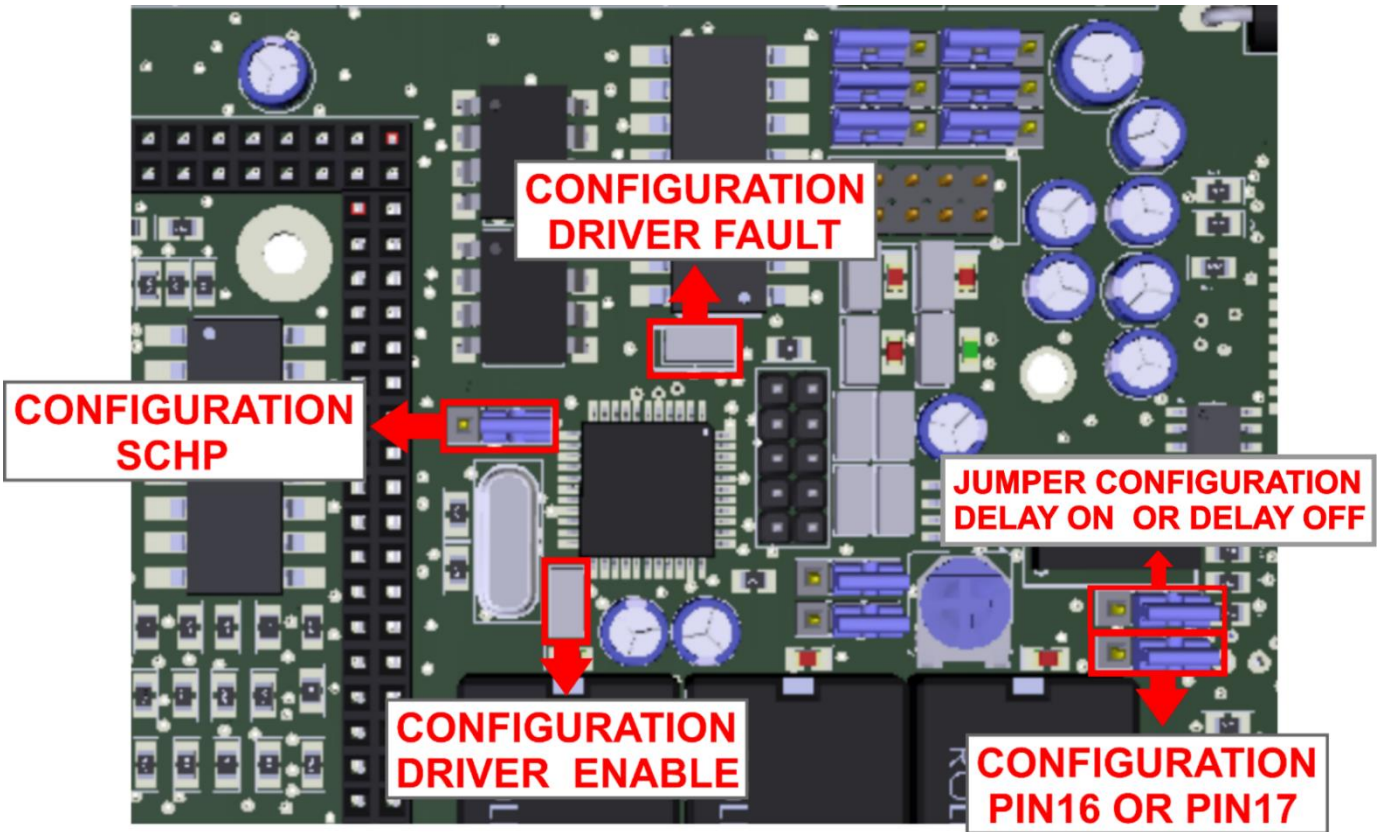 CONFIGURATION
DRIVER FAULT
CONFIGURATION
SCHP
JUMPER CONFIGURATION
DELAY ON OR DELAY OFF
CONFIGURATION
DRIVER ENABLE
CONFIGURATION
PIN16 OR PIN17